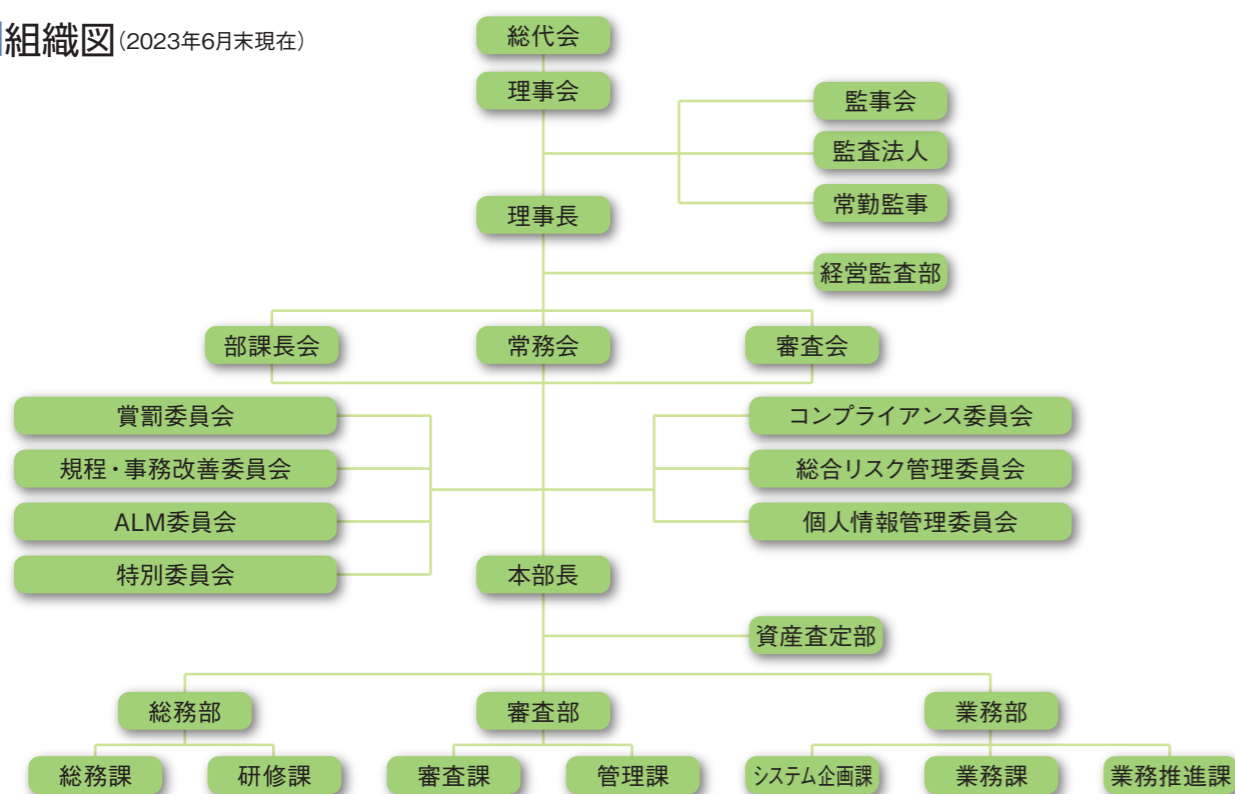 組織図(2023年6月末現在)
総代会
理事会
監事会
監査法人
常勤監事
理事長
経営監査部
部課長会
常務会
審査会
賞罰委員会
コンプライアンス委員会
規程・事務改善委員会
総合リスク管理委員会
ALM委員会
個人情報管理委員会
特別委員会
本部長
資産査定部
総務部
審査部
業務部
総務課
研修課
審査課
管理課
システム企画課
業務課
業務推進課